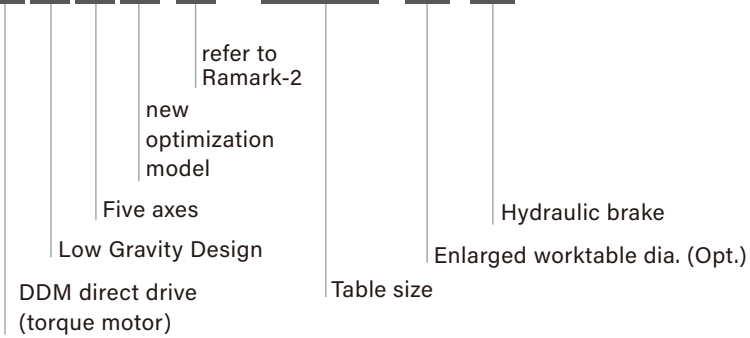 refer to
Ramark-2
new
optimization
model
Five axes
Hydraulic brake
Low Gravity Design
Enlarged worktable dia. (Opt.)
DDM direct drive
(torque motor)
Table size